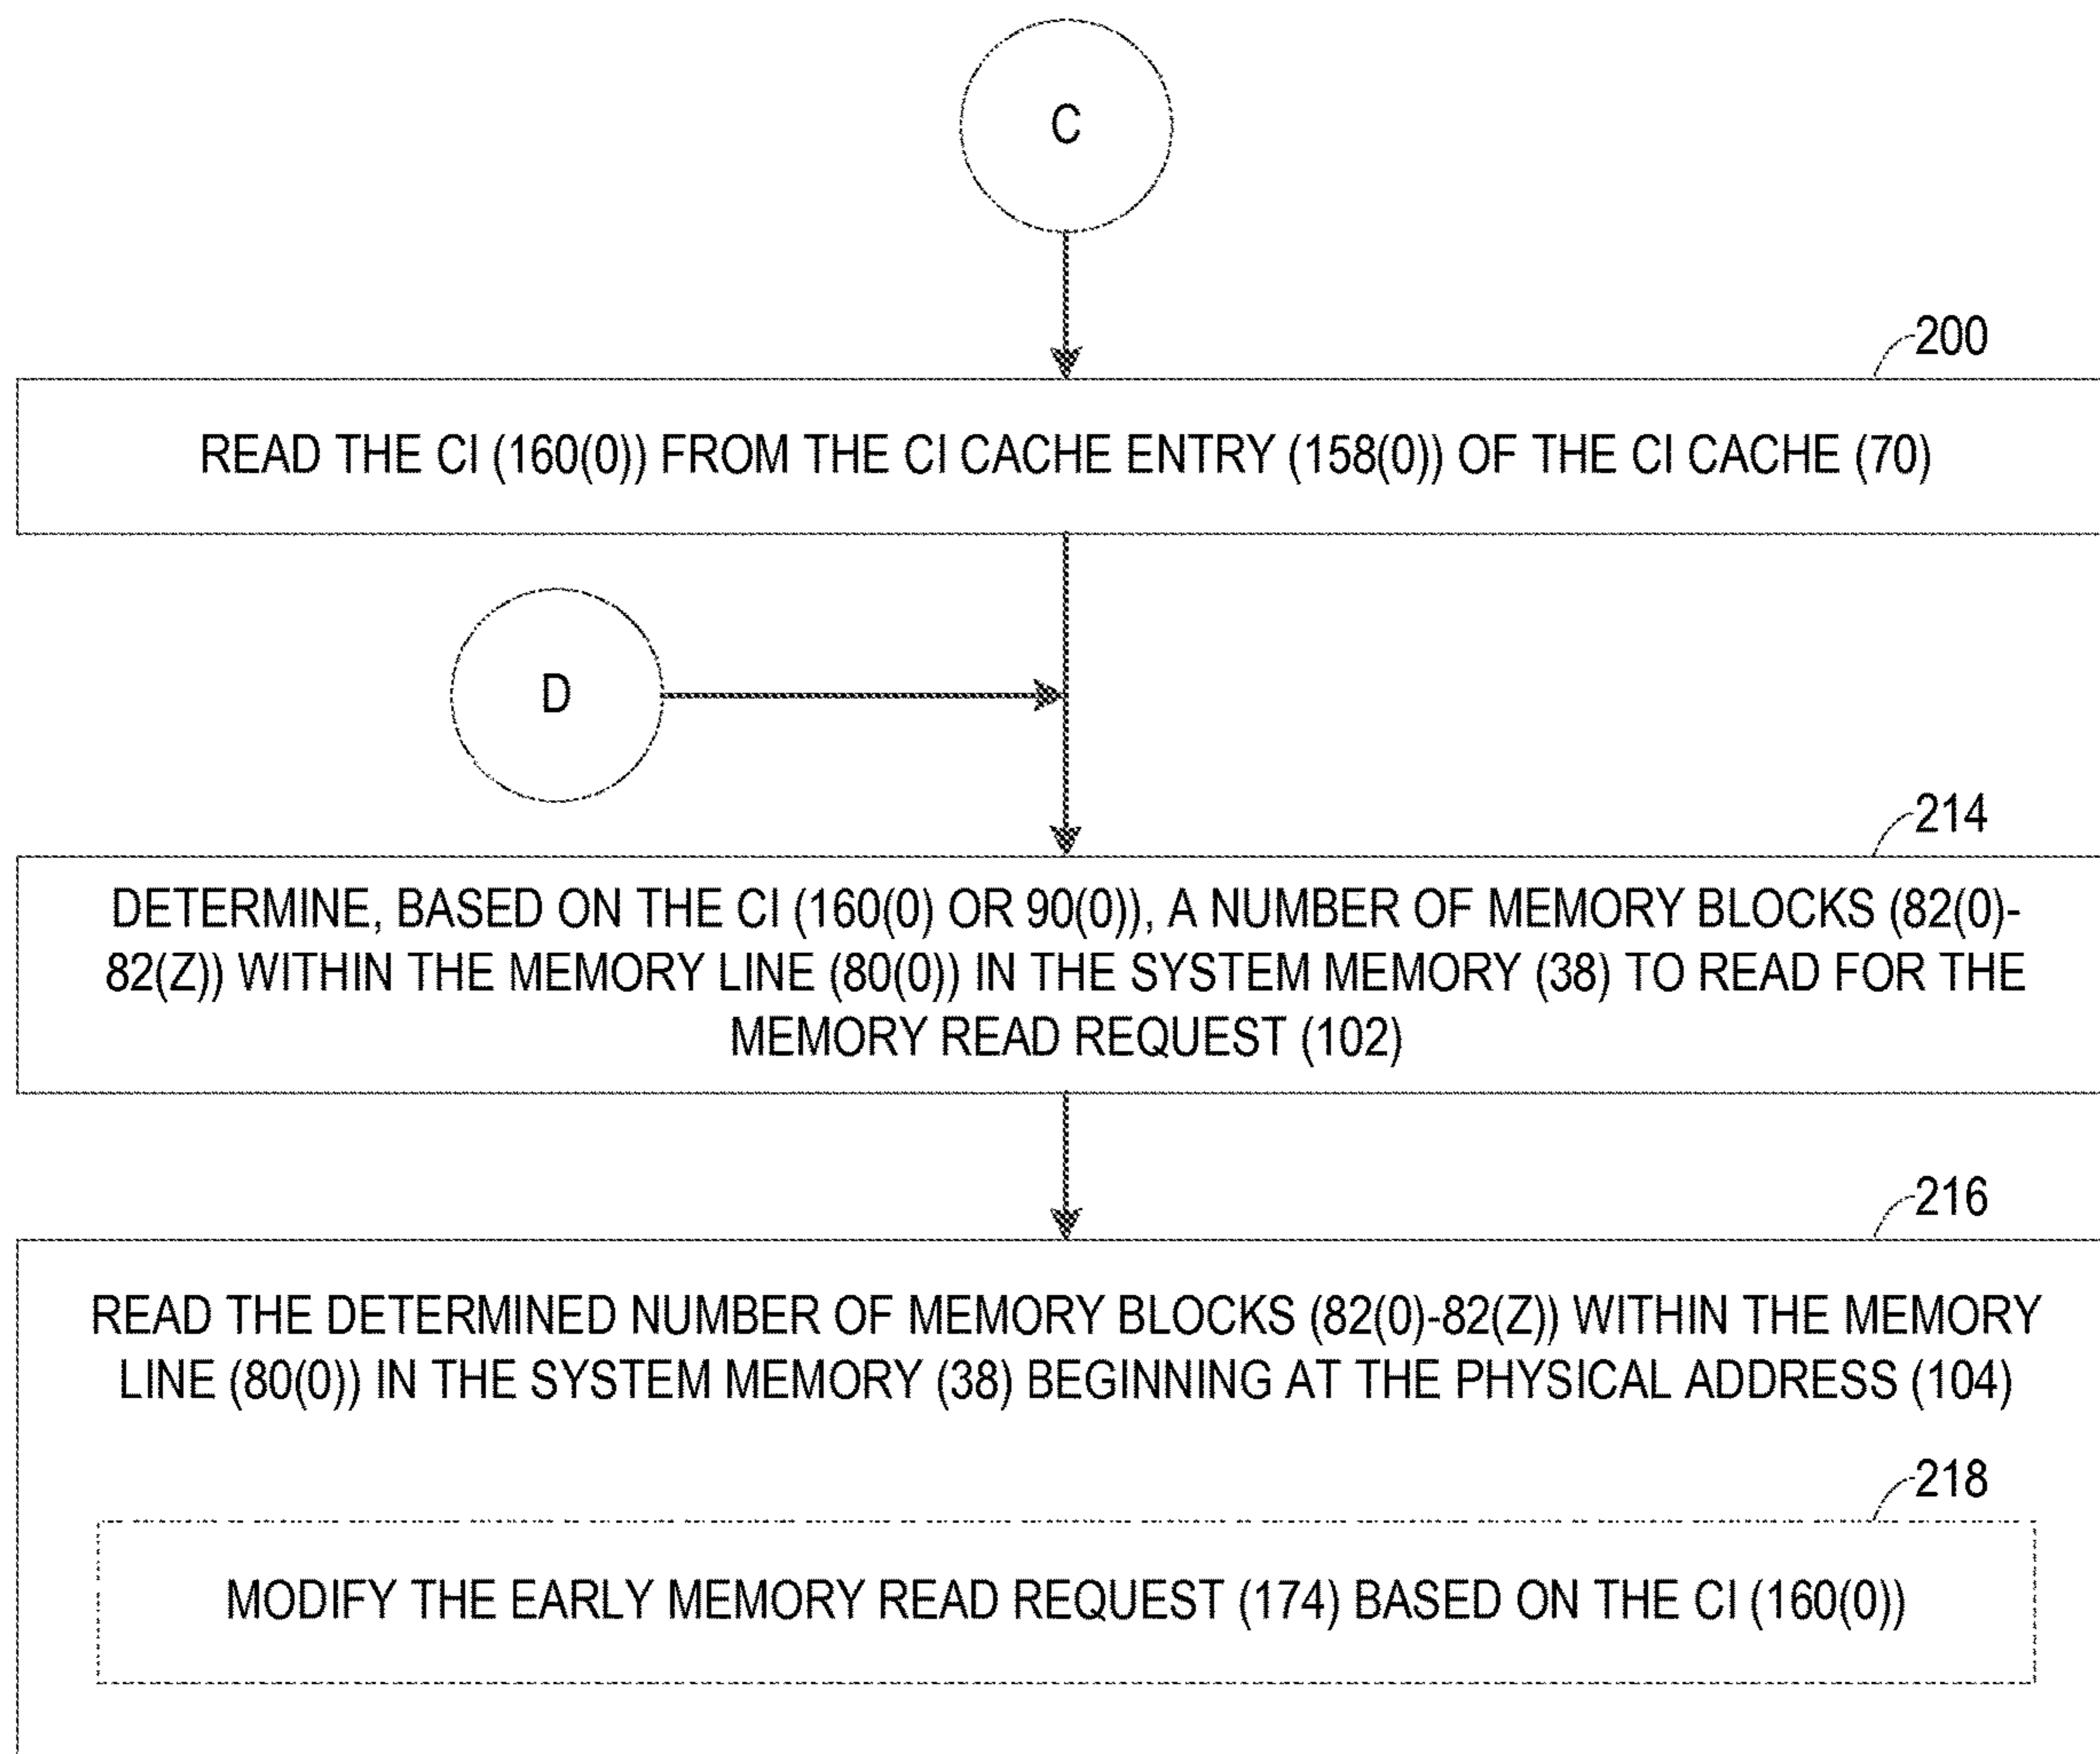 C
200
READ THE CI (160(0)) FROM THE CI CACHE ENTRY (158(0)) OF THE CI CACHE (70)
D
214
DETERMINE, BASED ON THE CI (160(0) OR 90(0)), A NUMBER OF MEMORY BLOCKS (82(0)-
82(Z)) WITHIN THE MEMORY LINE (80(0)) IN THE SYSTEM MEMORY (38) TO READ FOR THE
MEMORY READ REQUEST (102)
216
READ THE DETERMINED NUMBER OF MEMORY BLOCKS (82(0)-82(Z)) WITHIN THE MEMORY
LINE (80(0)) IN THE SYSTEM MEMORY (38) BEGINNING AT THE PHYSICAL ADDRESS (104)
218
MODIFY THE EARLY MEMORY READ REQUEST (174) BASED ON THE CI (160(0))